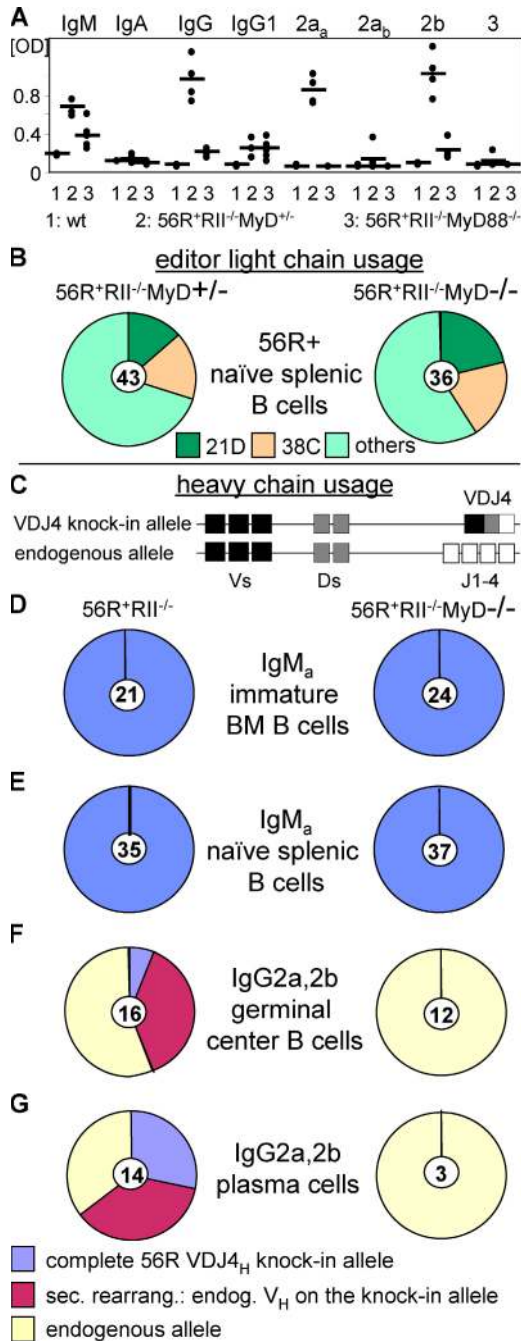 A
IgM IgA IgG IgG1 2aa 2ab 2b 3
[OD]
0.8
0.4
0
1 2 3 1 2 3 1 2 3 1 2 3 1 2 3 1 2 3 1 2 3 1 2 3
1: wt 2: 56R+RII-/-MyD+/- 3: 56R+RII-/-MyD88-/-
B
editor light chain usage
56R+RII-/-MyD+/- 56R+RII-/-MyD-/-
43
56R+
naïve splenic
B cells
36
21D 38C others
C
heavy chain usage
VDJ4
VDJ4 knock-in allele
endogenous allele
Vs Ds J1-4
D
56R+RII-/- 56R+RII-/-MyD-/-
21
IgMa
immature
BM B cells
24
E
35
IgMa
naïve splenic
B cells
37
F
16
IgG2a,2b
germinal
center B cells
12
G
14
IgG2a,2b
plasma cells
3
complete 56R VDJ4H knock-in allele
sec. rearrang.: endog. VH on the knock-in allele
endogenous allele